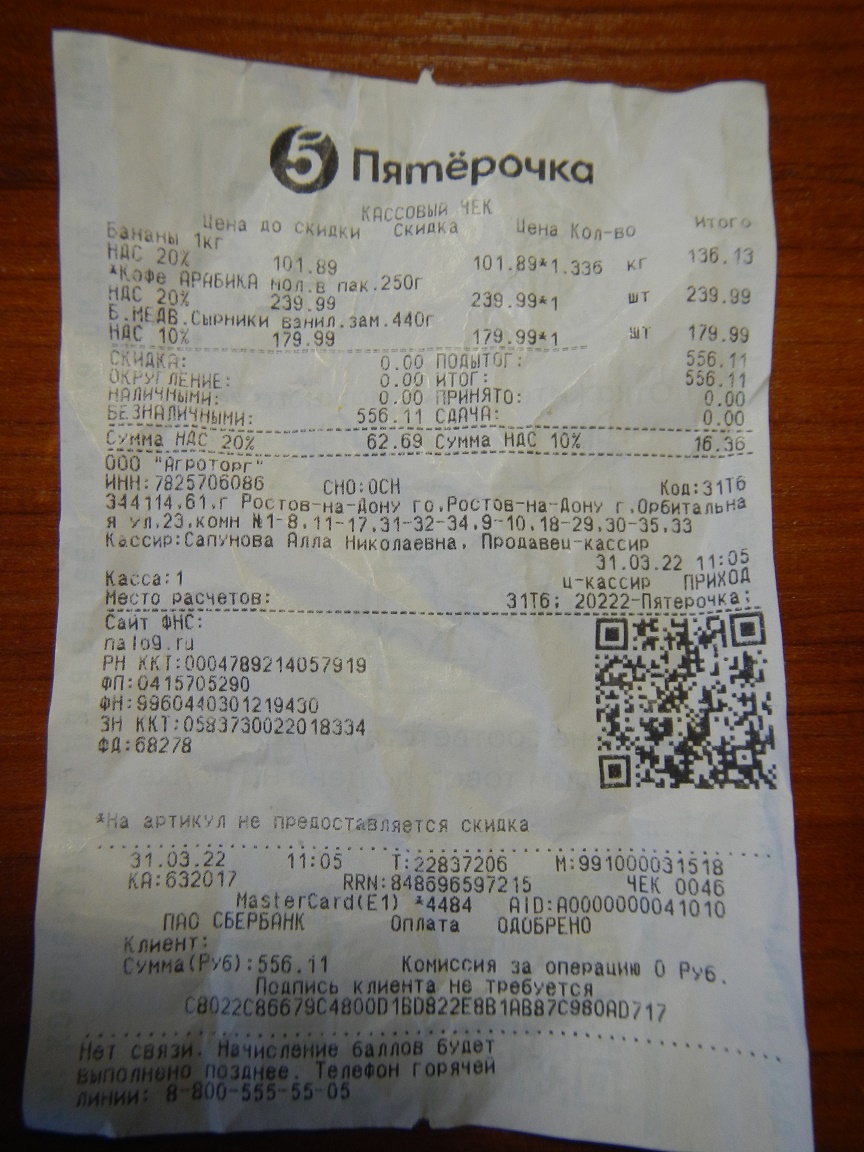 5 Пятёрочка
КАССОВЫЙ ЧЕК
Цена до скидки Скидка Цена Кол-во Итого
Бананы 1кг
НДС 20% 101.89 101.89*1.336 кг 136.13
*Кофе АРАБИКА мол.в пак.250г
НДС 20% 239.99 239.99*1 шт 239.99
Б.МЕДВ.Сырники ванил.зам.440г
НДС 10% 179.99 179.99*1 шт 179.99
СКИДКА: 0.00 ПОДЫТОГ: 556.11
ОКРУГЛЕНИЕ: 0.00 ИТОГ: 556.11
НАЛИЧНЫМИ: 0.00 ПРИНЯТО: 0.00
БЕЗНАЛИЧНЫМИ: 556.11 СДАЧА: 0.00
Сумма НДС 20% 62.69 Сумма НДС 10% 16.36
ООО "Агроторг"
ИНН:7825706086 СНО:ОСН Код:31Т6
344114,61,г Ростов-на-Дону го,Ростов-на-Дону г,Орбитальна
я ул,23,комн №1-8,11-17,31-32-34,9-10,18-29,30-35,33
Кассир:Сапунова Алла Николаевна, Продавец-кассир
31.03.22 11:05
Касса:1 ц-кассир ПРИХОД
Место расчетов: 31Т6; 20222-Пятерочка;
Сайт ФНС:
nalog.ru
РН ККТ:0004789214057919
ФП:0415705290
ФН:9960440301219430
ЗН ККТ:0583730022018334
ФД:68278
*На артикул не предоставляется скидка
31.03.22 11:05 Т:22837206 М:991000031518
КА:632017 RRN:848696597215 ЧЕК 0046
MasterCard(E1) *4484 AID:A0000000041010
ПАО СБЕРБАНК Оплата ОДОБРЕНО
Клиент:
Сумма(Руб):556.11 Комиссия за операцию 0 Руб.
Подпись клиента не требуется
C8022C86679C4800D1BD822E8B1AB87C980AD717
Нет связи. Начисление баллов будет
выполнено позднее. Телефон горячей
линии: 8-800-555-55-05